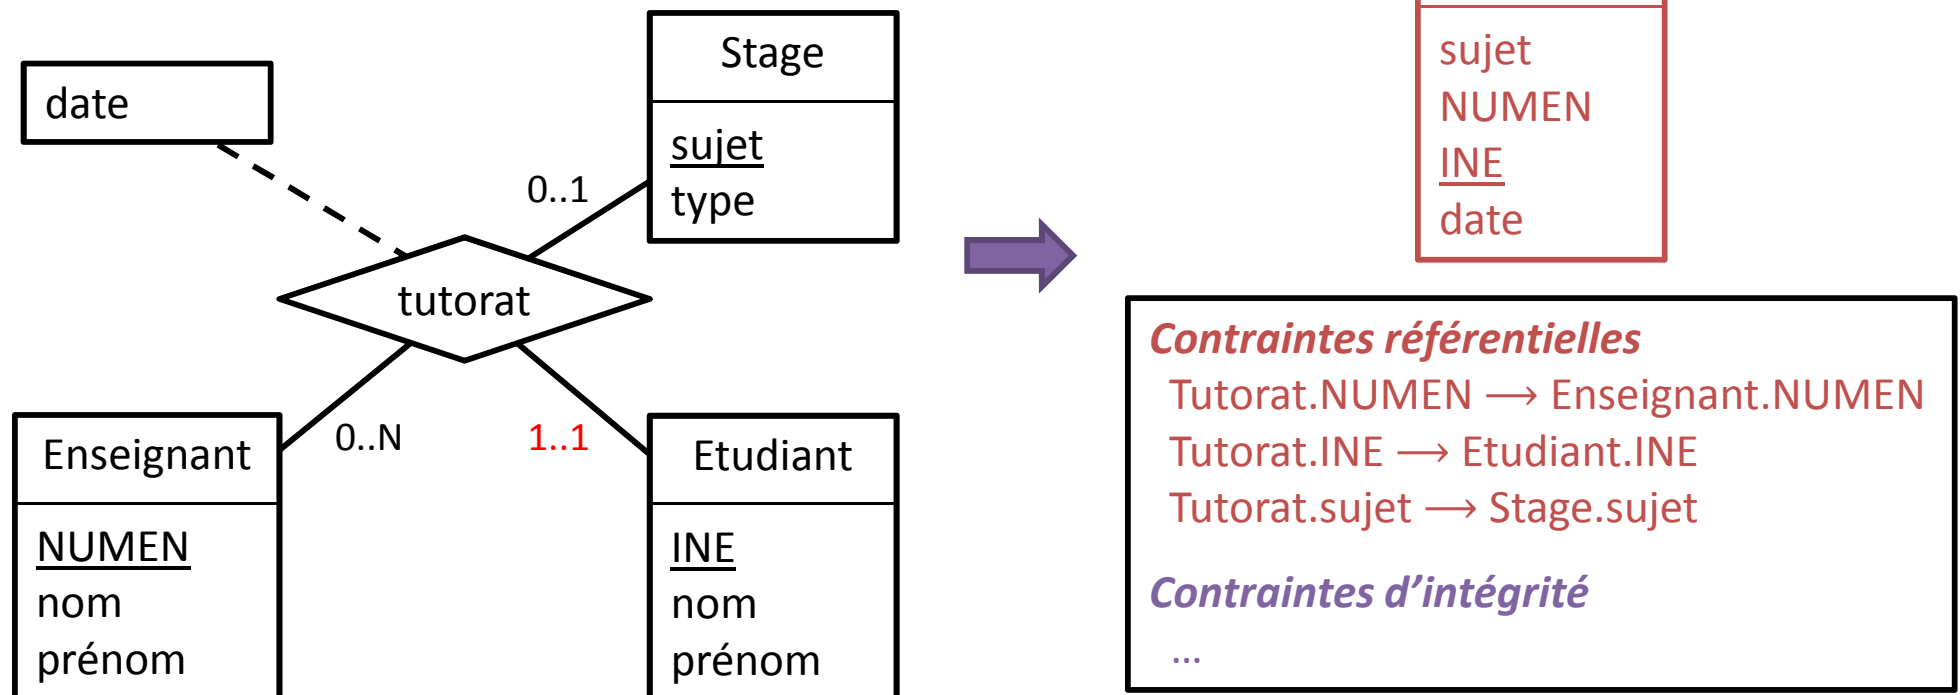 date
Stage
sujet
type
0..1
tutorat
0..N
1..1
Enseignant
NUMEN
nom
prénom
Etudiant
INE
nom
prénom
sujet
NUMEN
INE
date
Contraintes référentielles
Tutorat.NUMEN → Enseignant.NUMEN
Tutorat.INE → Etudiant.INE
Tutorat.sujet → Stage.sujet
Contraintes d’intégrité
...